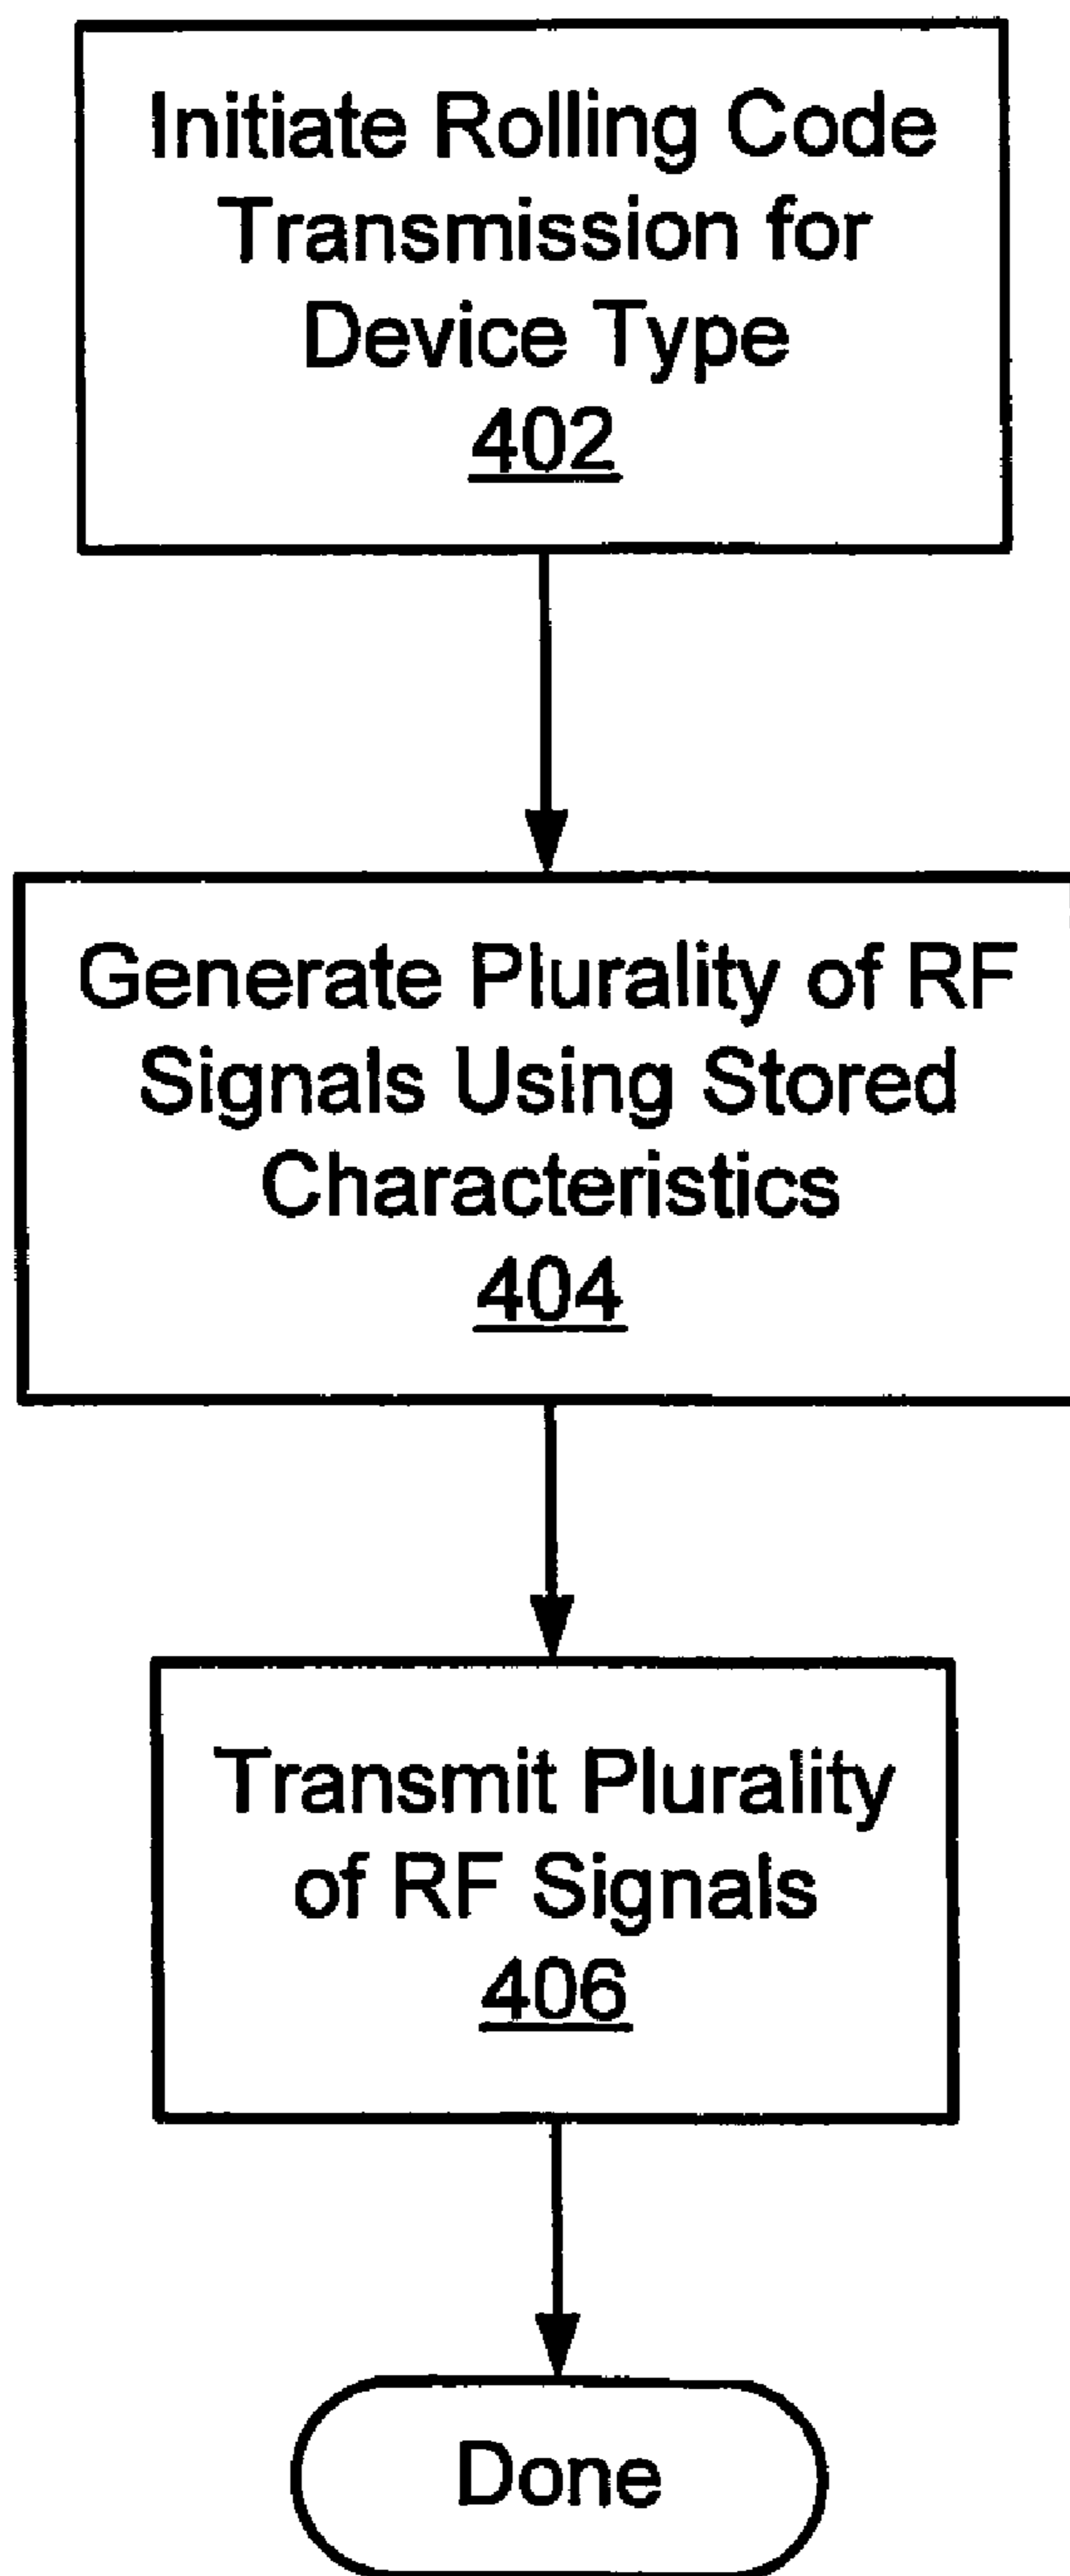 Initiate Rolling Code
Transmission for
Device Type
402
Generate Plurality of RF
Signals Using Stored
Characteristics
404
Transmit Plurality
of RF Signals
406
Done